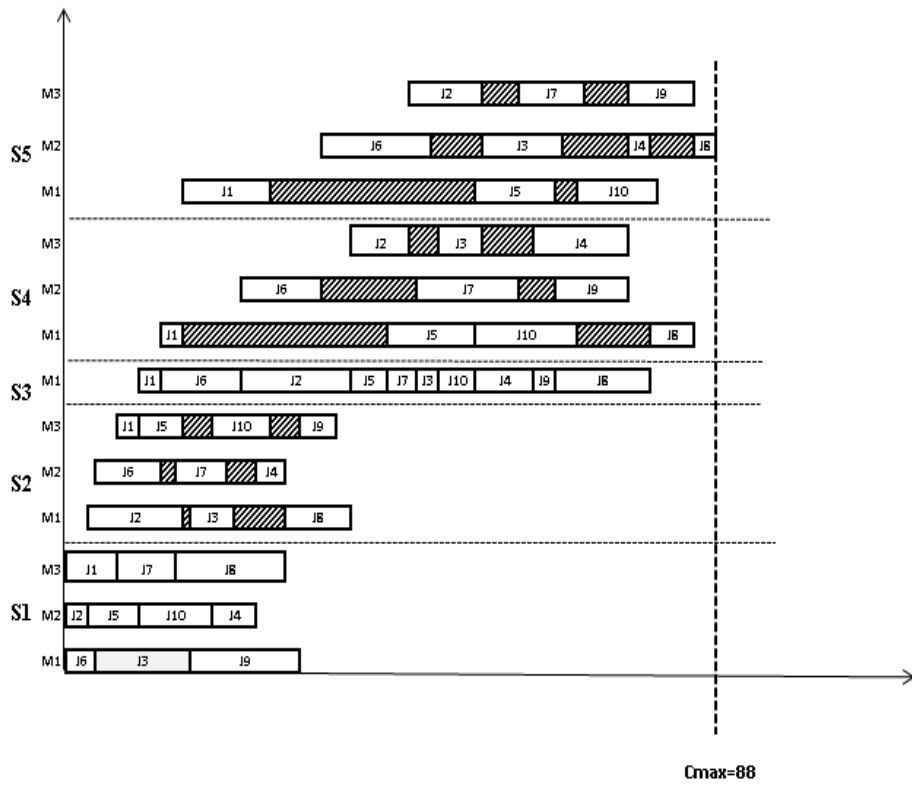 M3 J2 J7 J9
S5
M2 J6 J3 J4 J8
M1 J1 J5 J10
M3 J2 J3 J4
S4
M2 J6 J7 J9
M1 J1 J5 J10 J8
S3
M1 J1 J6 J2 J5 J7 J3 J10 J4 J9 J8
M3 J1 J5 J10 J9
S2
M2 J6 J7 J4
M1 J2 J3 J8
M3 J1 J7 J8
S1
M2 J2 J5 J10 J4
M1 J6 J3 J9
Cmax=88